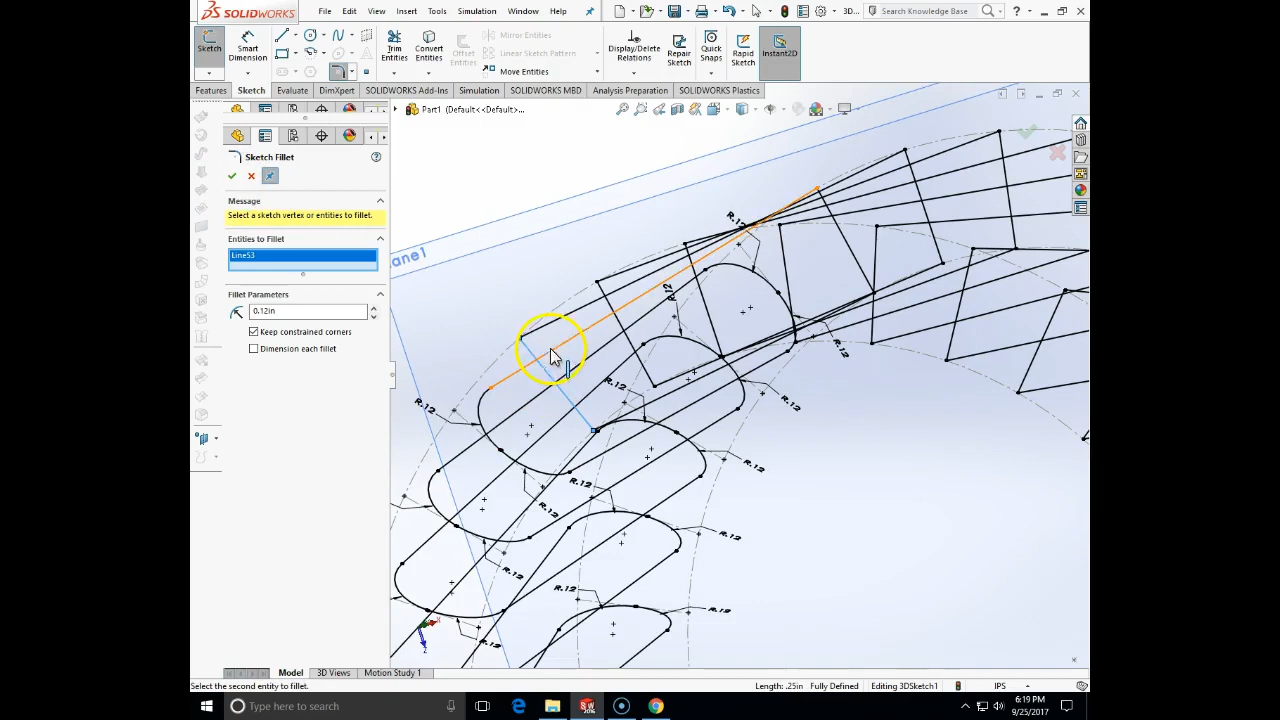 SOLIDWORKS File Edit View Insert Tools Simulation Window Help 3D... Search Knowledge Base ?
Sketch Smart Dimension Trim Entities Convert Entities Offset Entities Mirror Entities Linear Sketch Pattern Move Entities Display/Delete Relations Repair Sketch Quick Snaps Rapid Sketch Instant2D
Features Sketch Evaluate DimXpert SOLIDWORKS Add-Ins Simulation SOLIDWORKS MBD Analysis Preparation SOLIDWORKS Plastics
Part1 (Default<<Default>...
Sketch Fillet
Message
Select a sketch vertex or entities to fillet.
Entities to Fillet
Line53
Fillet Parameters
0.12in
Keep constrained corners
Dimension each fillet
ane1
R.12
R.12
R.12
R.12
R.12
R.12
R.12
R.12
R.12
R.12
R.12
R.12
R.12
R.12
Model 3D Views Motion Study 1
Select the second entity to fillet. Length: .25in Fully Defined Editing 3DSketch1 IPS
Type here to search
6:19 PM
9/25/2017